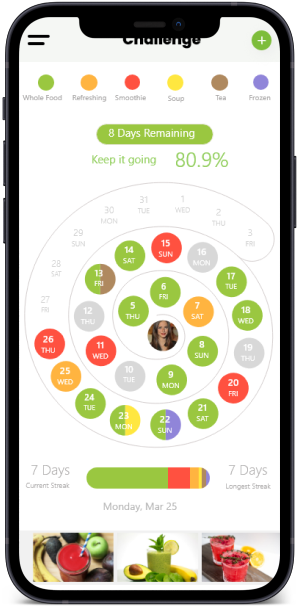 Challenge
+
Whole Food Refreshing Smoothie Soup Tea Frozen
8 Days Remaining
Keep it going 80.9%
31
TUE
1
WED
30
MON
2
THU
29
SUN
3
FRI
14
SAT
15
SUN
16
MON
28
SAT
13
FRI
6
FRI
17
TUE
27
FRI
12
THU
5
THU
7
SAT
18
WED
26
THU
11
WED
8
SUN
19
THU
25
WED
10
TUE
9
MON
20
FRI
24
TUE
23
MON
22
SUN
21
SAT
7 Days
Current Streak
7 Days
Longest Streak
Monday, Mar 25